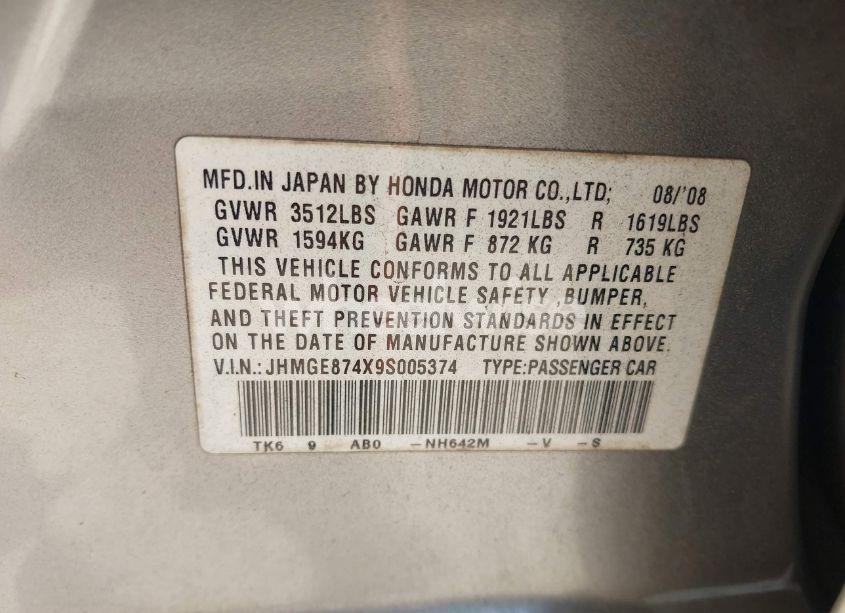 MFD.IN JAPAN BY HONDA MOTOR CO.,LTD; 08/'08
GVWR 3512LBS GAWR F 1921LBS R 1619LBS
GVWR 1594KG GAWR F 872 KG R 735 KG
THIS VEHICLE CONFORMS TO ALL APPLICABLE
FEDERAL MOTOR VEHICLE SAFETY ,BUMPER,
AND THEFT PREVENTION STANDARDS IN EFFECT
ON THE DATE OF MANUFACTURE SHOWN ABOVE.
V.I.N.:JHMGE874X9S005374 TYPE:PASSENGER CAR
TK6 9 AB0 -NH642M -V -S